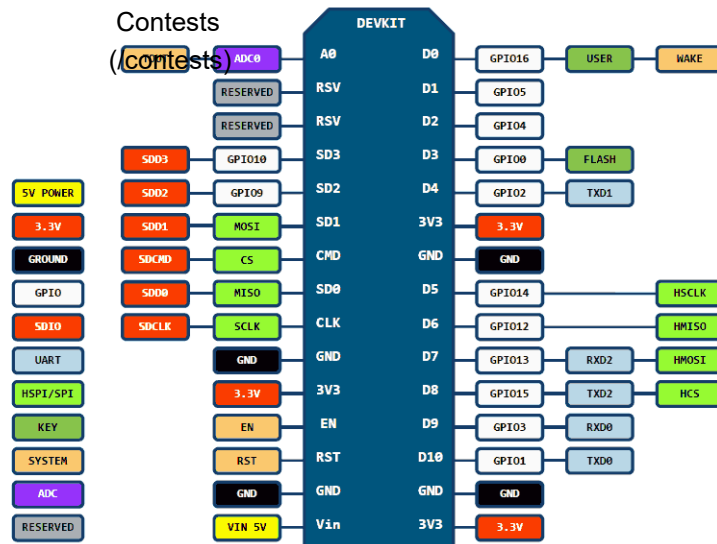 Contests
(/contests)
DEVKIT
ADC0 A0 D0 GPIO16 USER WAKE
RESERVED RSV D1 GPIO5
RESERVED RSV D2 GPIO4
SDD3 GPIO10 SD3 D3 GPIO0 FLASH
5V POWER SDD2 GPIO9 SD2 D4 GPIO2 TXD1
3.3V SDD1 MOSI SD1 3V3 3.3V
GROUND SDCMD CS CMD GND GND
GPIO SDD0 MISO SD0 D5 GPIO14 HSCLK
SDIO SDCLK SCLK CLK D6 GPIO12 HMISO
UART GND GND D7 GPIO13 RXD2 HMOSI
HSPI/SPI 3.3V 3V3 D8 GPIO15 TXD2 HCS
KEY EN EN D9 GPIO3 RXD0
SYSTEM RST RST D10 GPIO1 TXD0
ADC GND GND GND GND
RESERVED VIN 5V Vin 3V3 3.3V